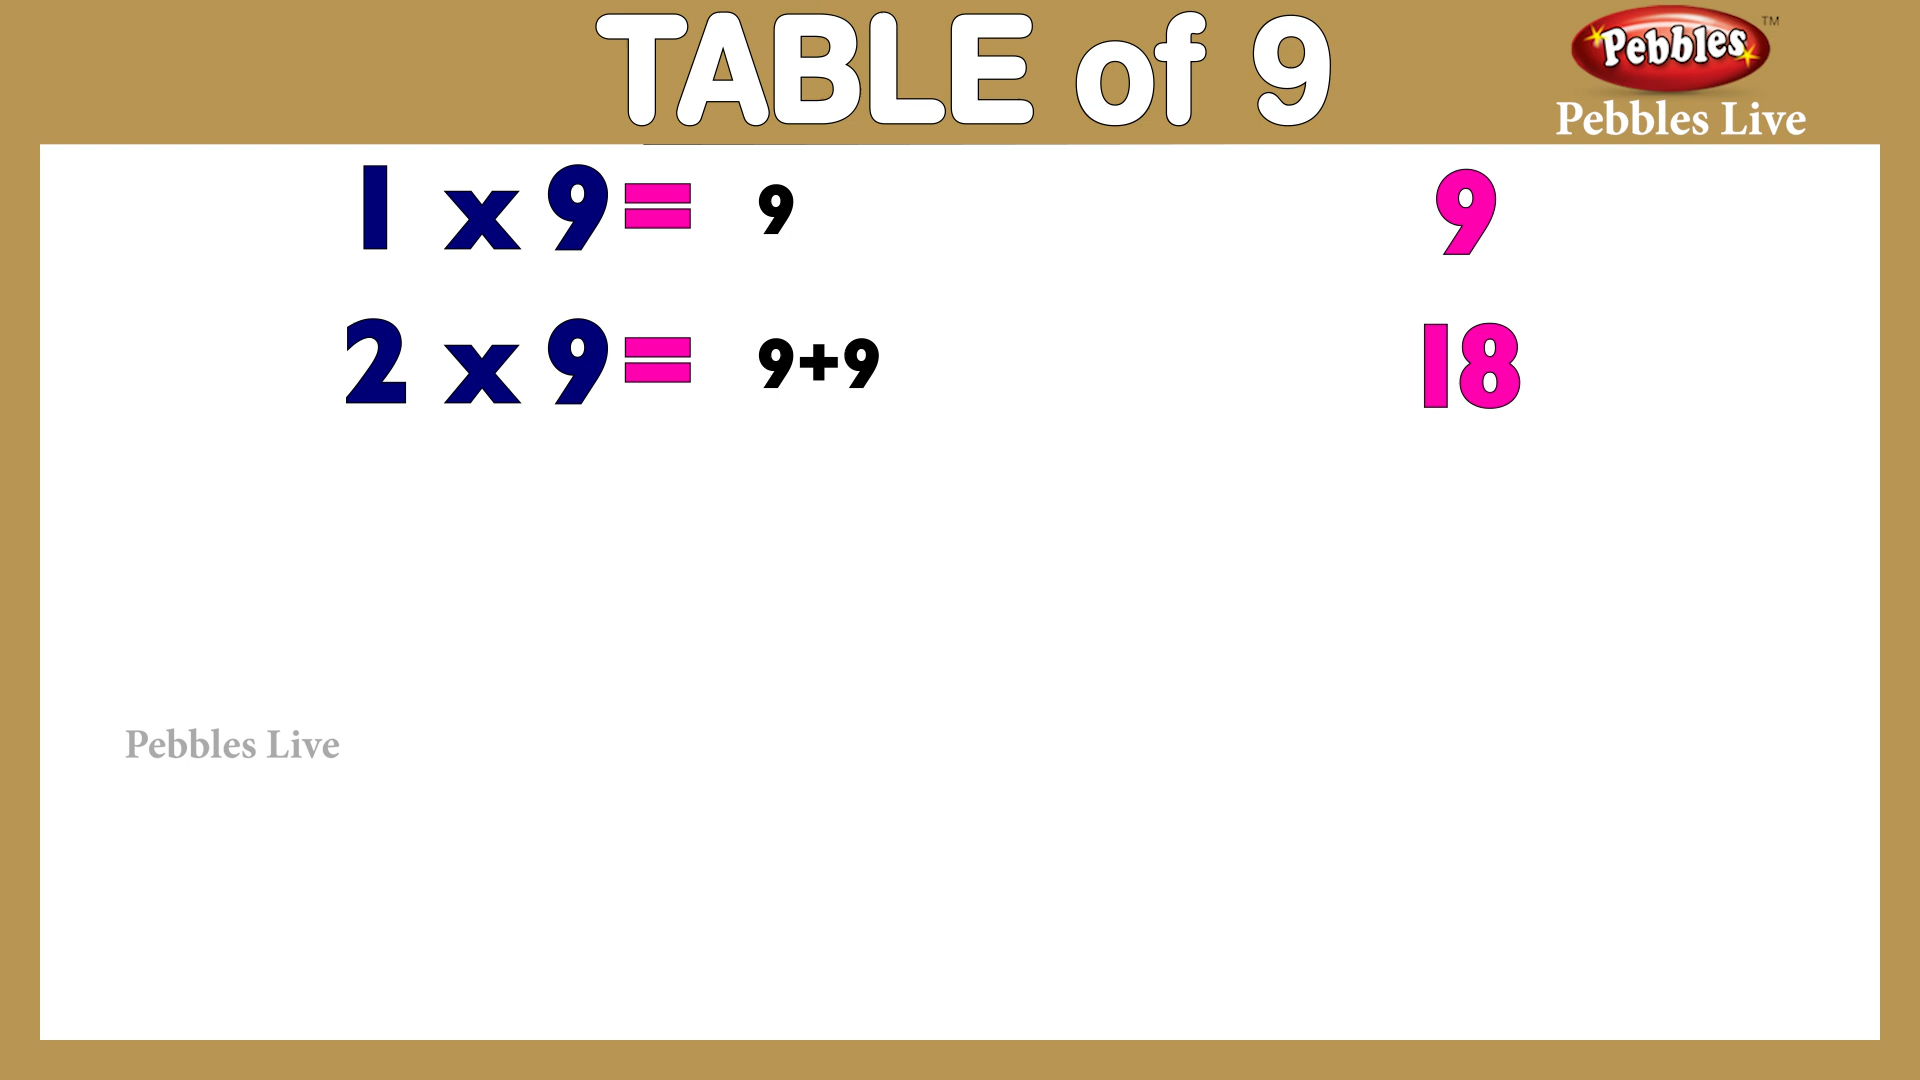 TABLE of 9
Pebbles TM
Pebbles Live
1 x 9 = 9 9
2 x 9 = 9+9 18
Pebbles Live